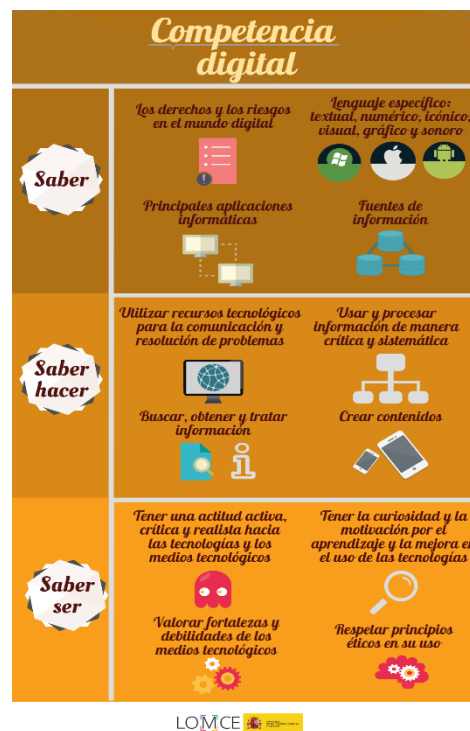 Competencia
digital
Saber
Los derechos y los riesgos
en el mundo digital
Lenguaje específico:
textual, numérico, icónico,
visual, gráfico y sonoro
Principales aplicaciones
informáticas
Fuentes de
información
Saber
hacer
Utilizar recursos tecnológicos
para la comunicación y
resolución de problemas
Usar y procesar
información de manera
crítica y sistemática
Buscar, obtener y tratar
información
Crear contenidos
Saber
ser
Tener una actitud activa,
crítica y realista hacia
las tecnologías y los
medios tecnológicos
Tener la curiosidad y la
motivación por el
aprendizaje y la mejora en
el uso de las tecnologías
Valorar fortalezas y
debilidades de los
medios tecnológicos
Respetar principios
éticos en su uso
LOMCE